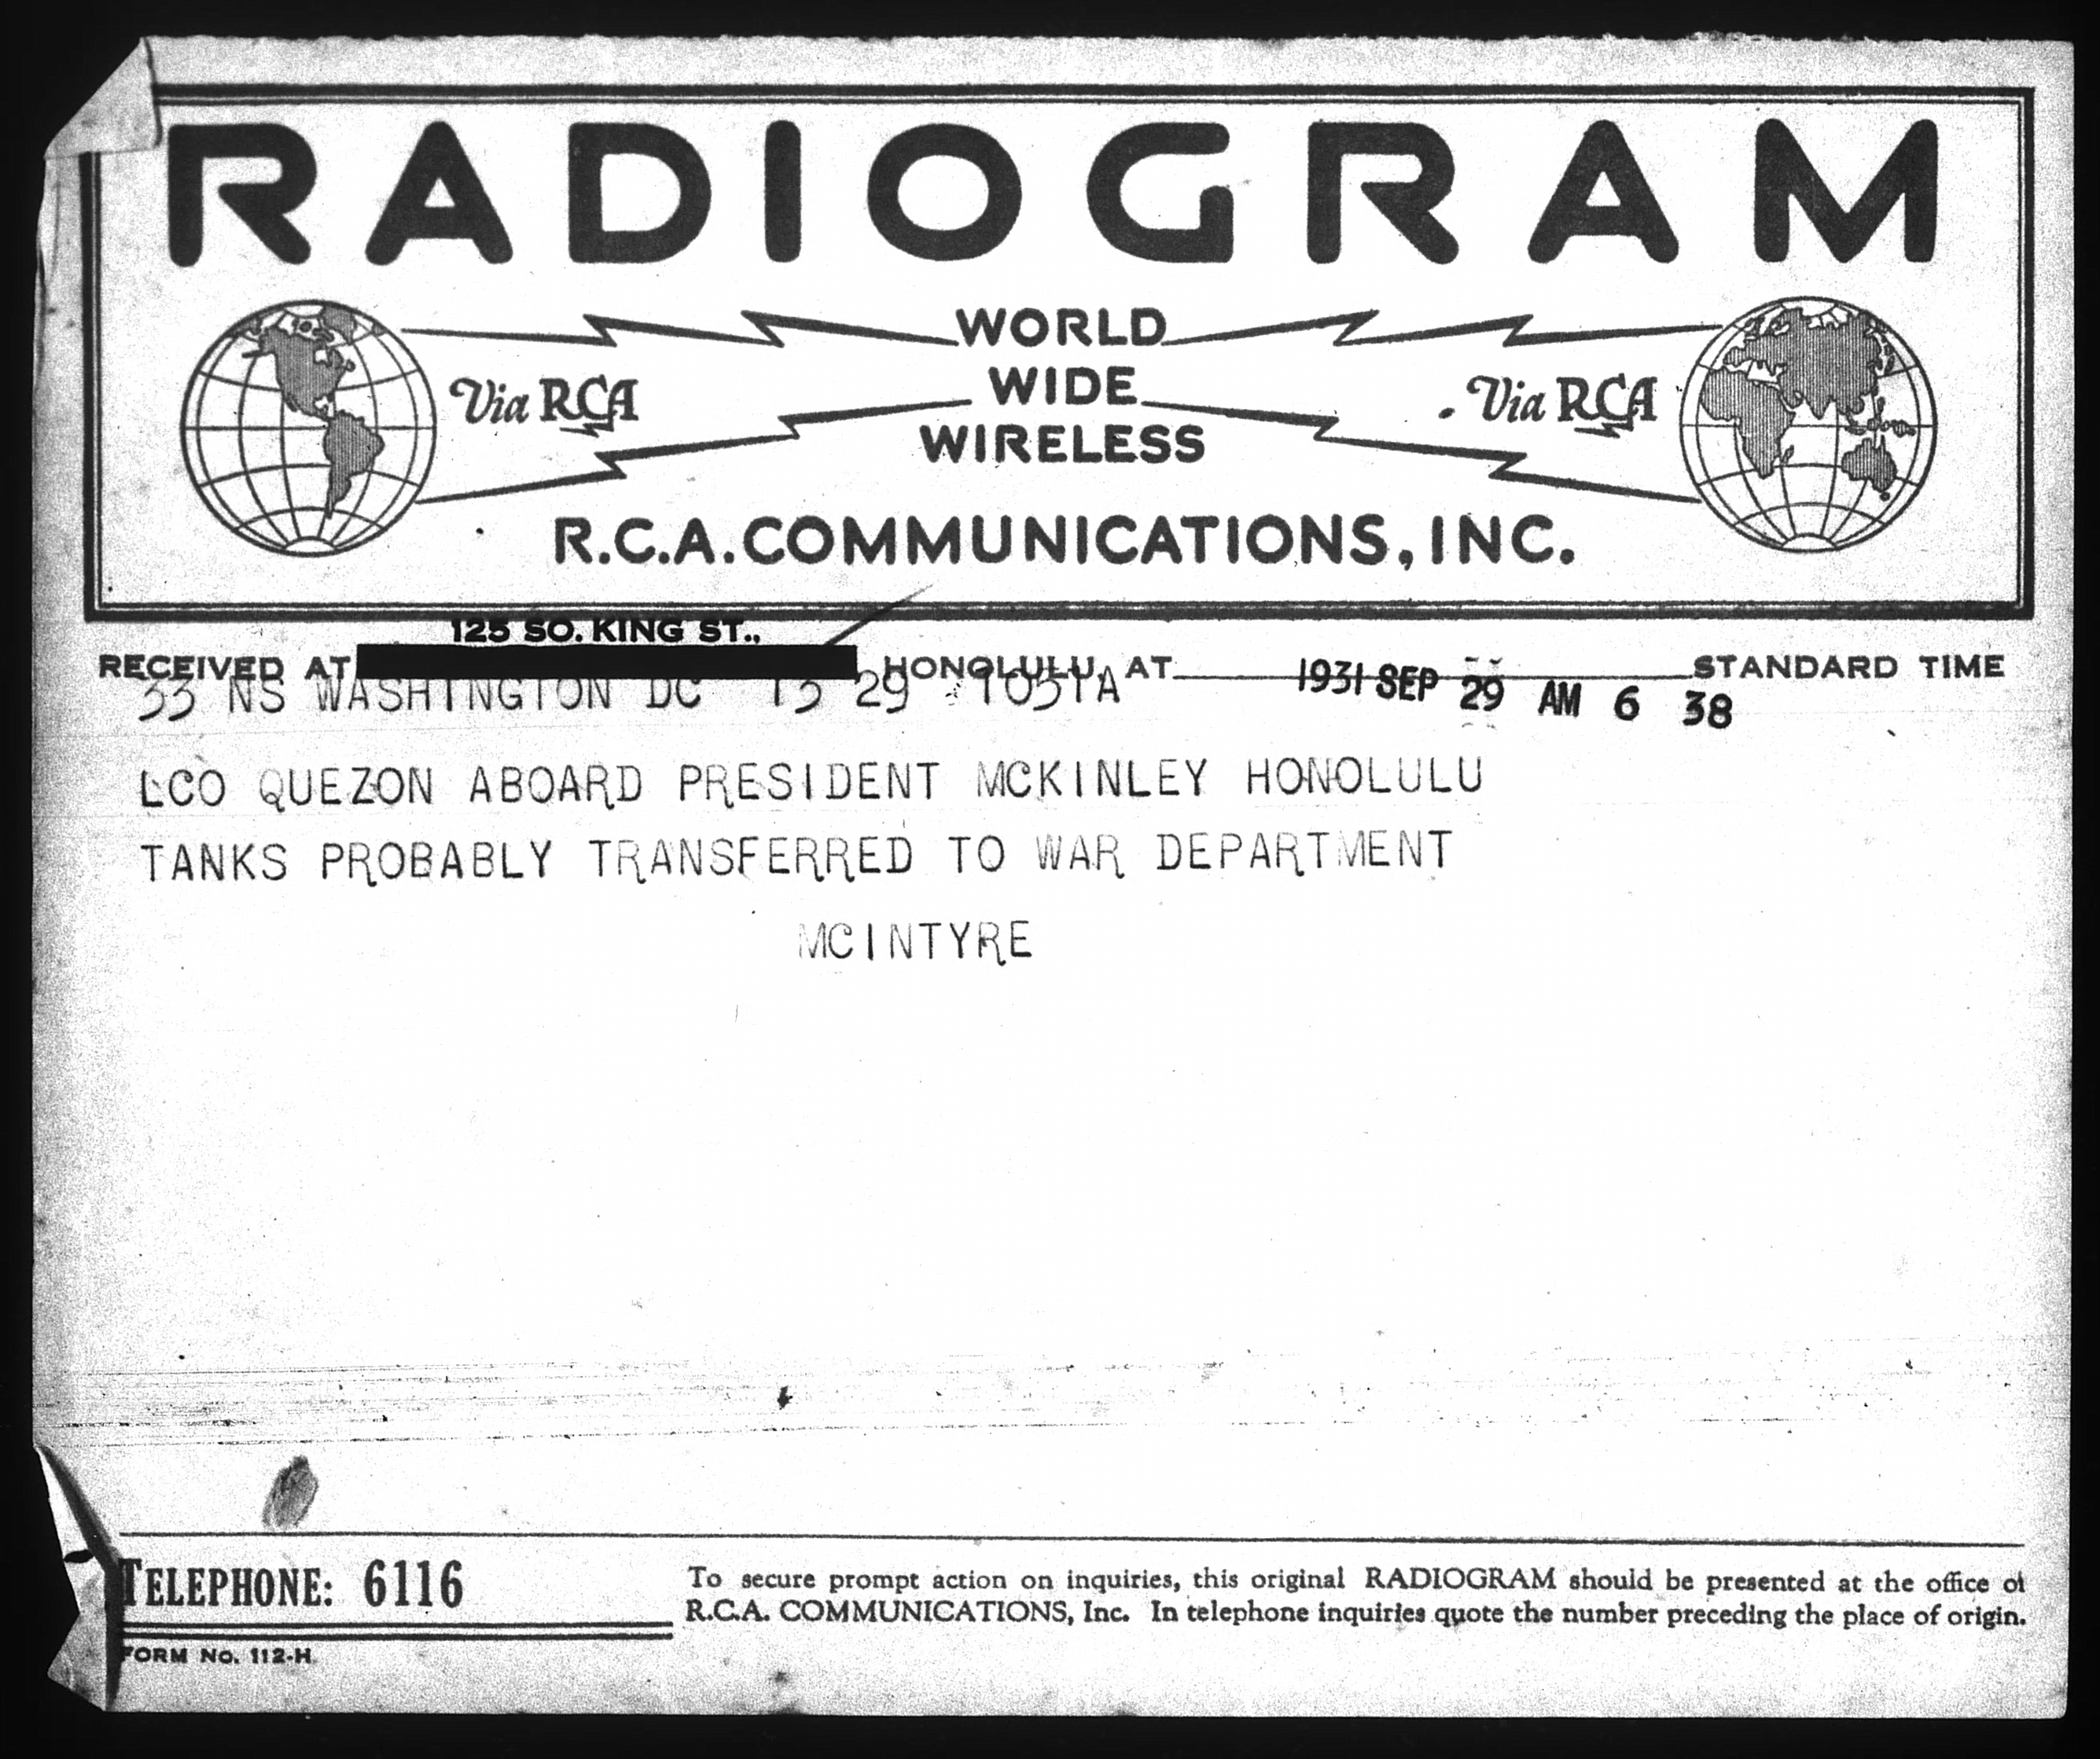 RADIOGRAM
WORLD
WIDE
WIRELESS
Via RCA
Via RCA
R.C.A. COMMUNICATIONS, INC.
125 SO. KING ST.,
RECEIVED AT HONOLULU, AT STANDARD TIME
1931 SEP 29 AM 6 38
33 NS WASHINGTON DC 13 29 1031A
LCO QUEZON ABOARD PRESIDENT MCKINLEY HONOLULU
TANKS PROBABLY TRANSFERRED TO WAR DEPARTMENT
MCINTYRE
TELEPHONE: 6116
To secure prompt action on inquiries, this original RADIOGRAM should be presented at the office of
R.C.A. COMMUNICATIONS, Inc. In telephone inquiries quote the number preceding the place of origin.
FORM NO. 112-H